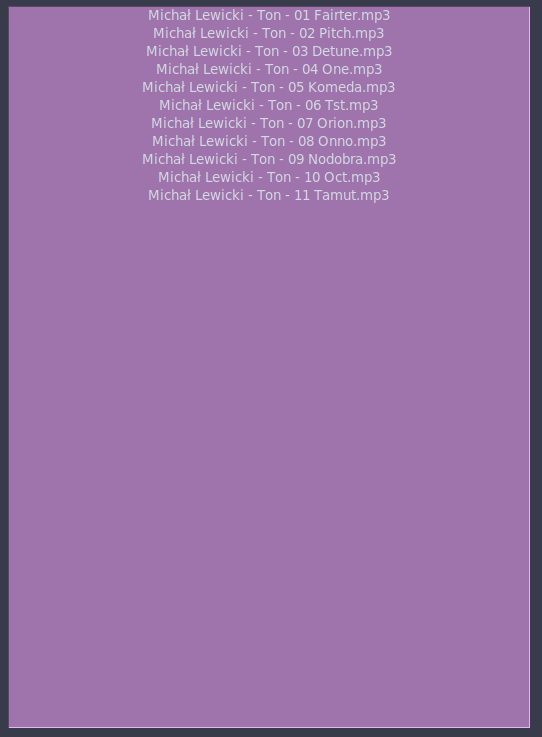 Michał Lewicki - Ton - 01 Fairter.mp3
Michał Lewicki - Ton - 02 Pitch.mp3
Michał Lewicki - Ton - 03 Detune.mp3
Michał Lewicki - Ton - 04 One.mp3
Michał Lewicki - Ton - 05 Komeda.mp3
Michał Lewicki - Ton - 06 Tst.mp3
Michał Lewicki - Ton - 07 Orion.mp3
Michał Lewicki - Ton - 08 Onno.mp3
Michał Lewicki - Ton - 09 Nodobra.mp3
Michał Lewicki - Ton - 10 Oct.mp3
Michał Lewicki - Ton - 11 Tamut.mp3